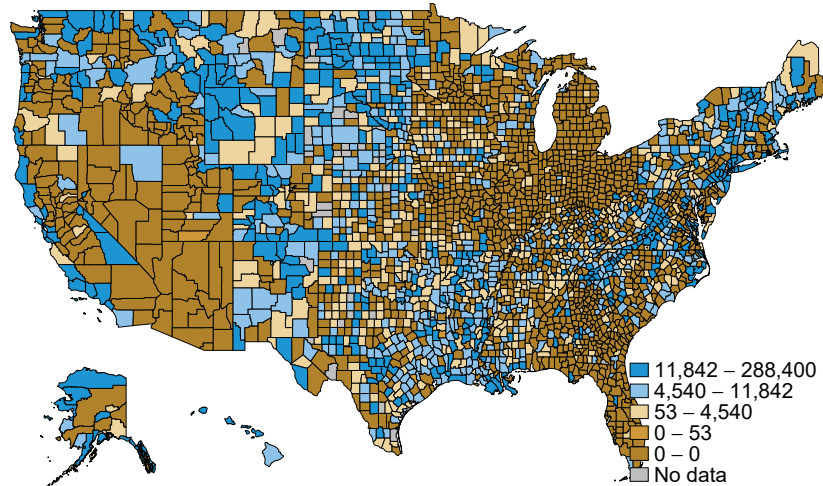 11,842 – 288,400
4,540 – 11,842
53 – 4,540
0 – 53
0 – 0
No data